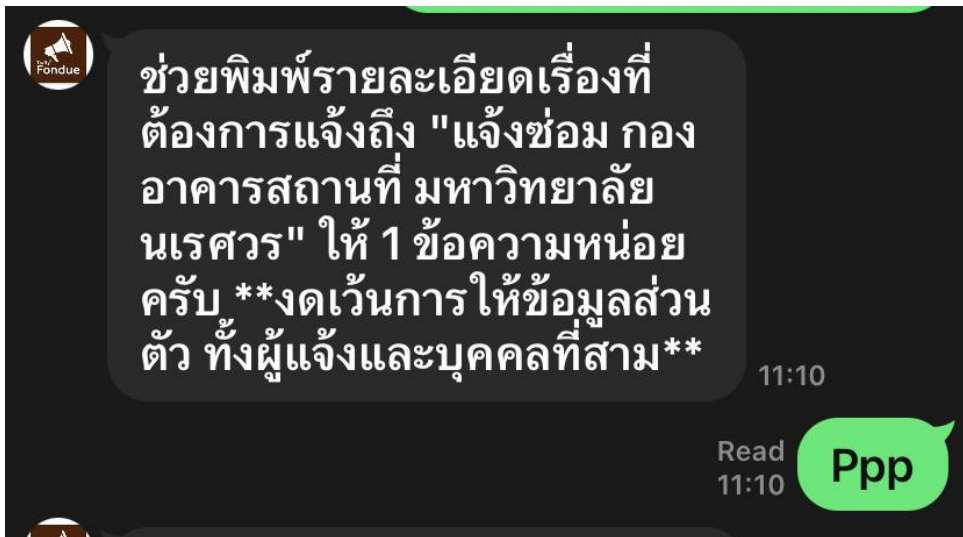 Fondue
ช่วยพิมพ์รายละเอียดเรื่องที่
ต้องการแจ้งถึง "แจ้งซ่อม กอง
อาคารสถานที่ มหาวิทยาลัย
นเรศวร" ให้ 1 ข้อความหน่อย
ครับ **งดเว้นการให้ข้อมูลส่วน
ตัว ทั้งผู้แจ้งและบุคคลที่สาม**
11:10
Read
11:10
Ppp